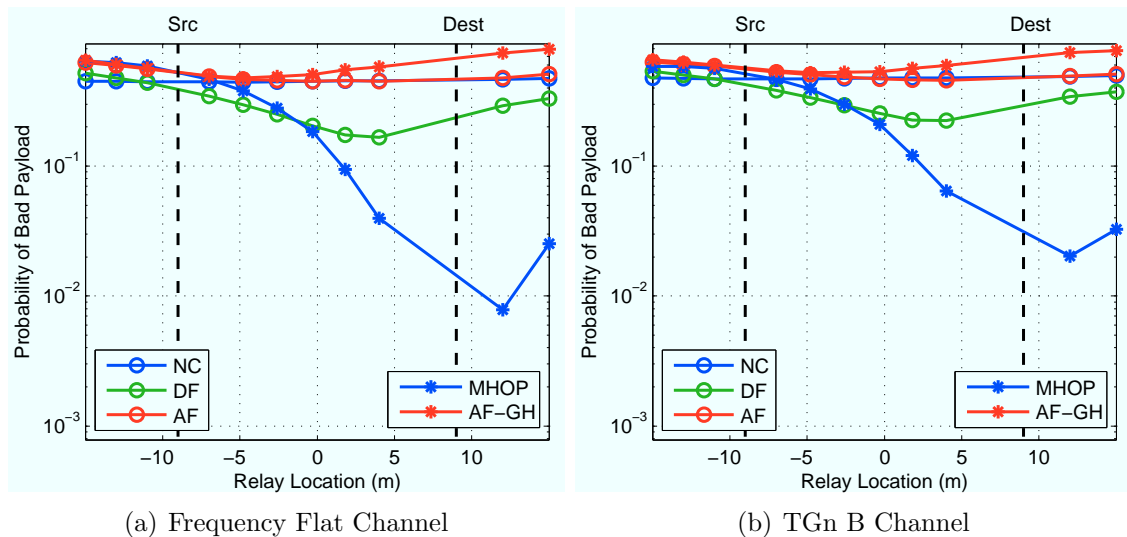 Src Dest
Probability of Bad Payload
10⁻¹
10⁻²
10⁻³
NC
DF
AF
MHOP
AF−GH
−10 −5 0 5 10
Relay Location (m)
(a) Frequency Flat Channel
Src Dest
Probability of Bad Payload
10⁻¹
10⁻²
10⁻³
NC
DF
AF
MHOP
AF−GH
−10 −5 0 5 10
Relay Location (m)
(b) TGn B Channel